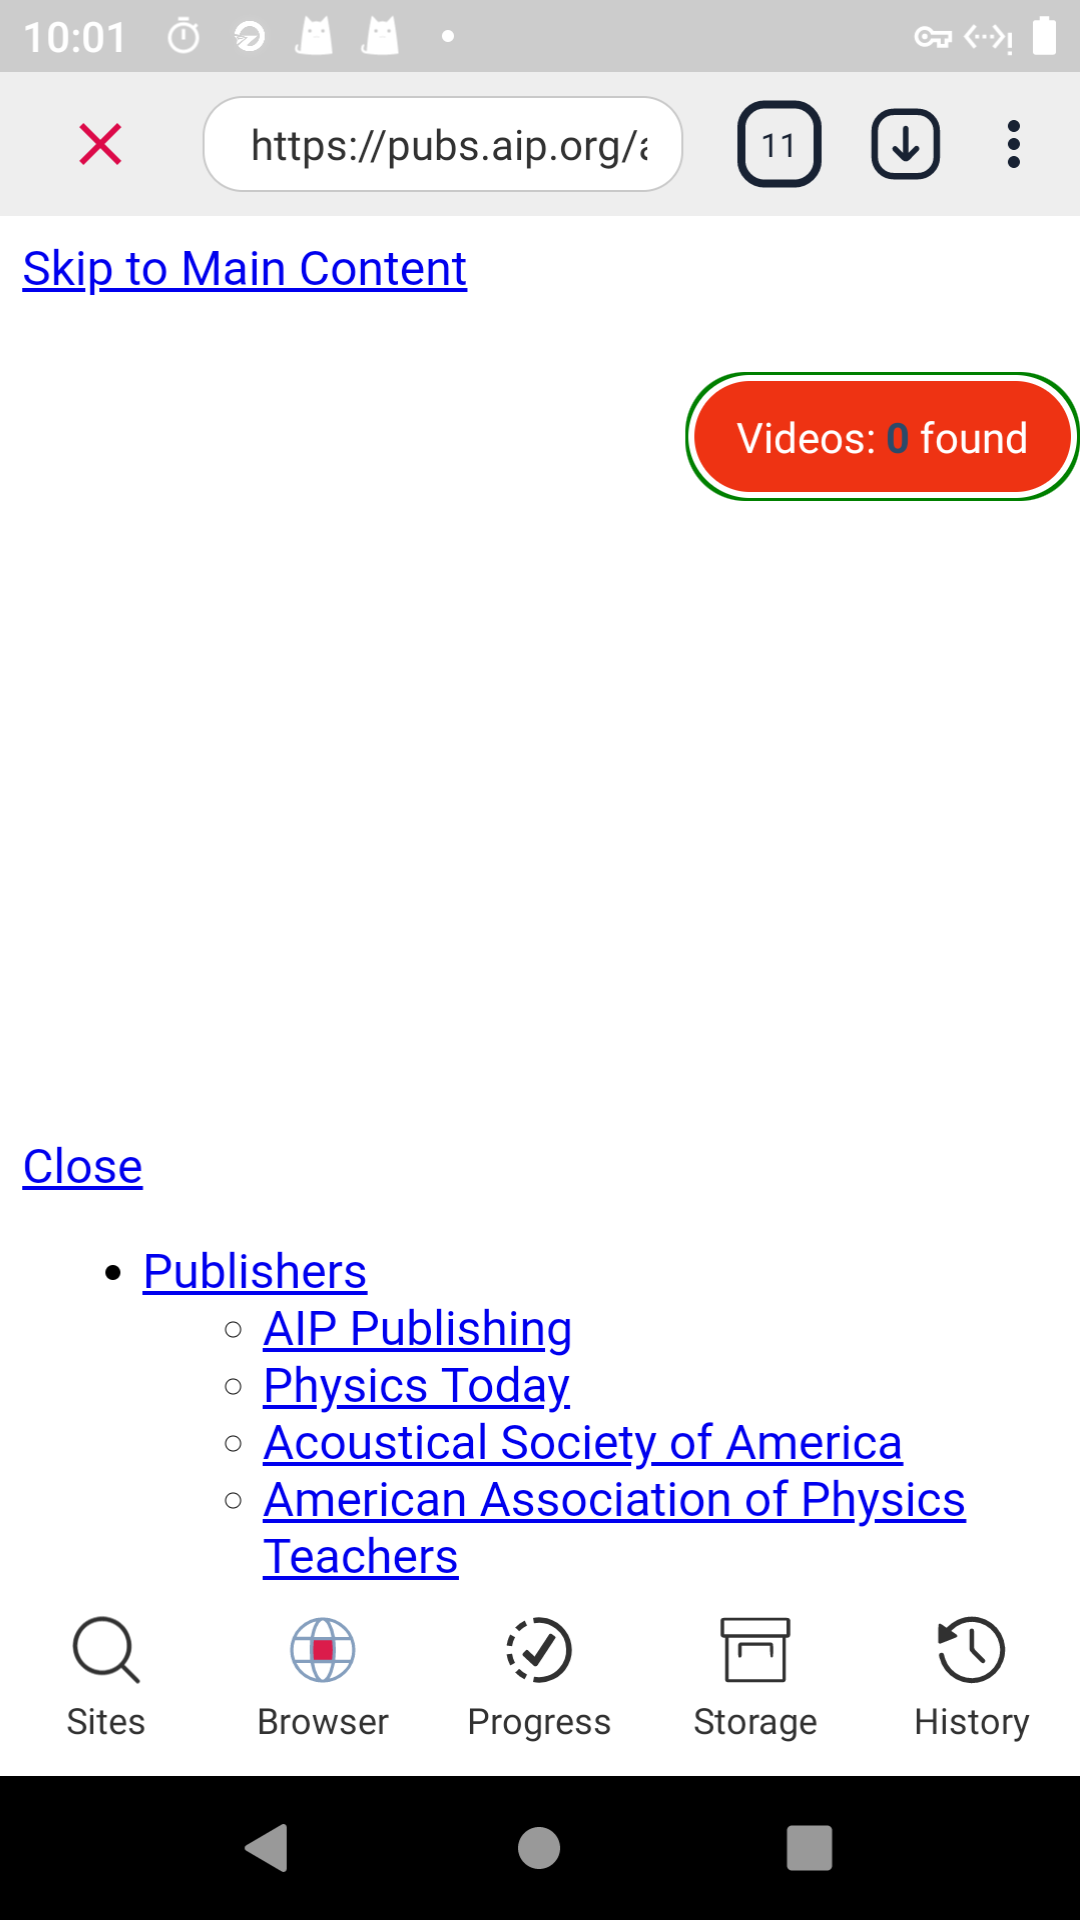 10:01
https://pubs.aip.org/
11
Skip to Main Content
Videos: 0 found
Close
Publishers
AIP Publishing
Physics Today
Acoustical Society of America
American Association of Physics
Teachers
Sites
Browser
Progress
Storage
History